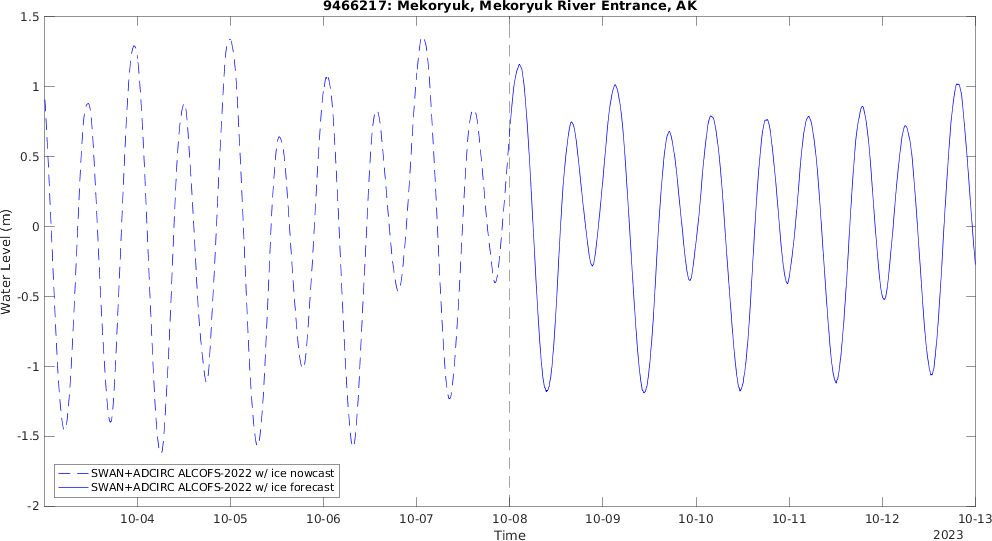 9466217: Mekoryuk, Mekoryuk River Entrance, AK
1.5
1
0.5
0
-0.5
-1
-1.5
-2
Water Level (m)
SWAN+ADCIRC ALCOFS-2022 w/ ice nowcast
SWAN+ADCIRC ALCOFS-2022 w/ ice forecast
10-04 10-05 10-06 10-07 10-08 10-09 10-10 10-11 10-12 10-13
Time
2023